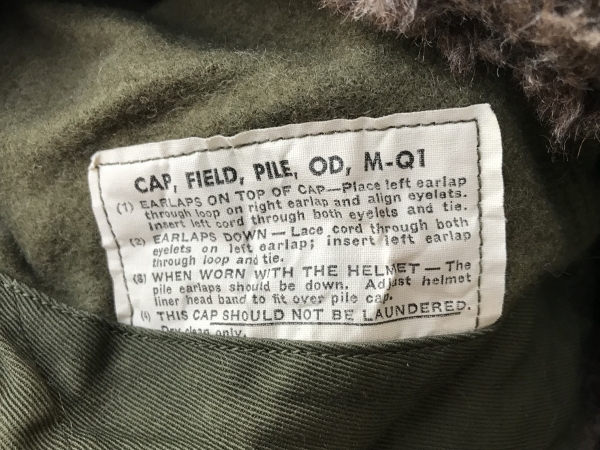 CAP, FIELD, PILE, OD, M-Q1
(1) EARLAPS ON TOP OF CAP—Place left earlap
through loop on right earlap and align eyelets.
Insert left cord through both eyelets and tie.
(2) EARLAPS DOWN — Lace cord through both
eyelets on left earlap; insert left earlap
through loop and tie.
(3) WHEN WORN WITH THE HELMET — The
pile earlaps should be down. Adjust helmet
liner head band to fit over pile cap.
(4) THIS CAP SHOULD NOT BE LAUNDERED.
Dry clean only.